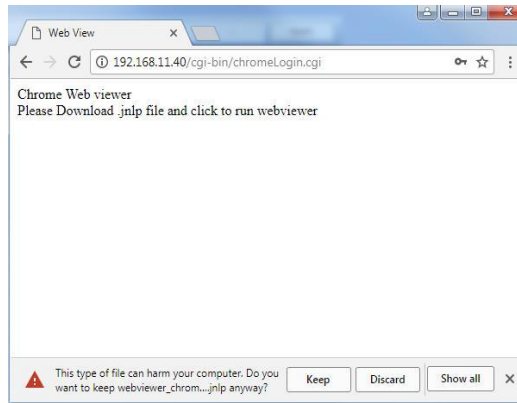 Web View
192.168.11.40/cgi-bin/chromeLogin.cgi
Chrome Web viewer
Please Download .jnlp file and click to run webviewer
This type of file can harm your computer. Do you
want to keep webviewer_chrom....jnlp anyway?
Keep
Discard
Show all